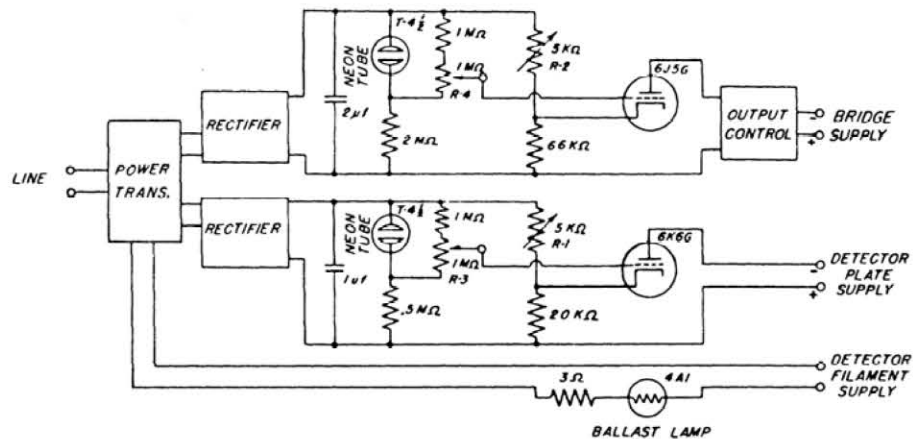 LINE
POWER
TRANS.
RECTIFIER
2μf
NEON
TUBE
T-4½
2MΩ
1MΩ
1MΩ
R-4
5KΩ
R-2
66KΩ
6J5G
OUTPUT
CONTROL
BRIDGE
SUPPLY
+
RECTIFIER
1uf
NEON
TUBE
T-4½
.5MΩ
1MΩ
1MΩ
R-3
5KΩ
R-1
20KΩ
6K6G
DETECTOR
PLATE
SUPPLY
-
+
3Ω
4A1
BALLAST LAMP
DETECTOR
FILAMENT
SUPPLY